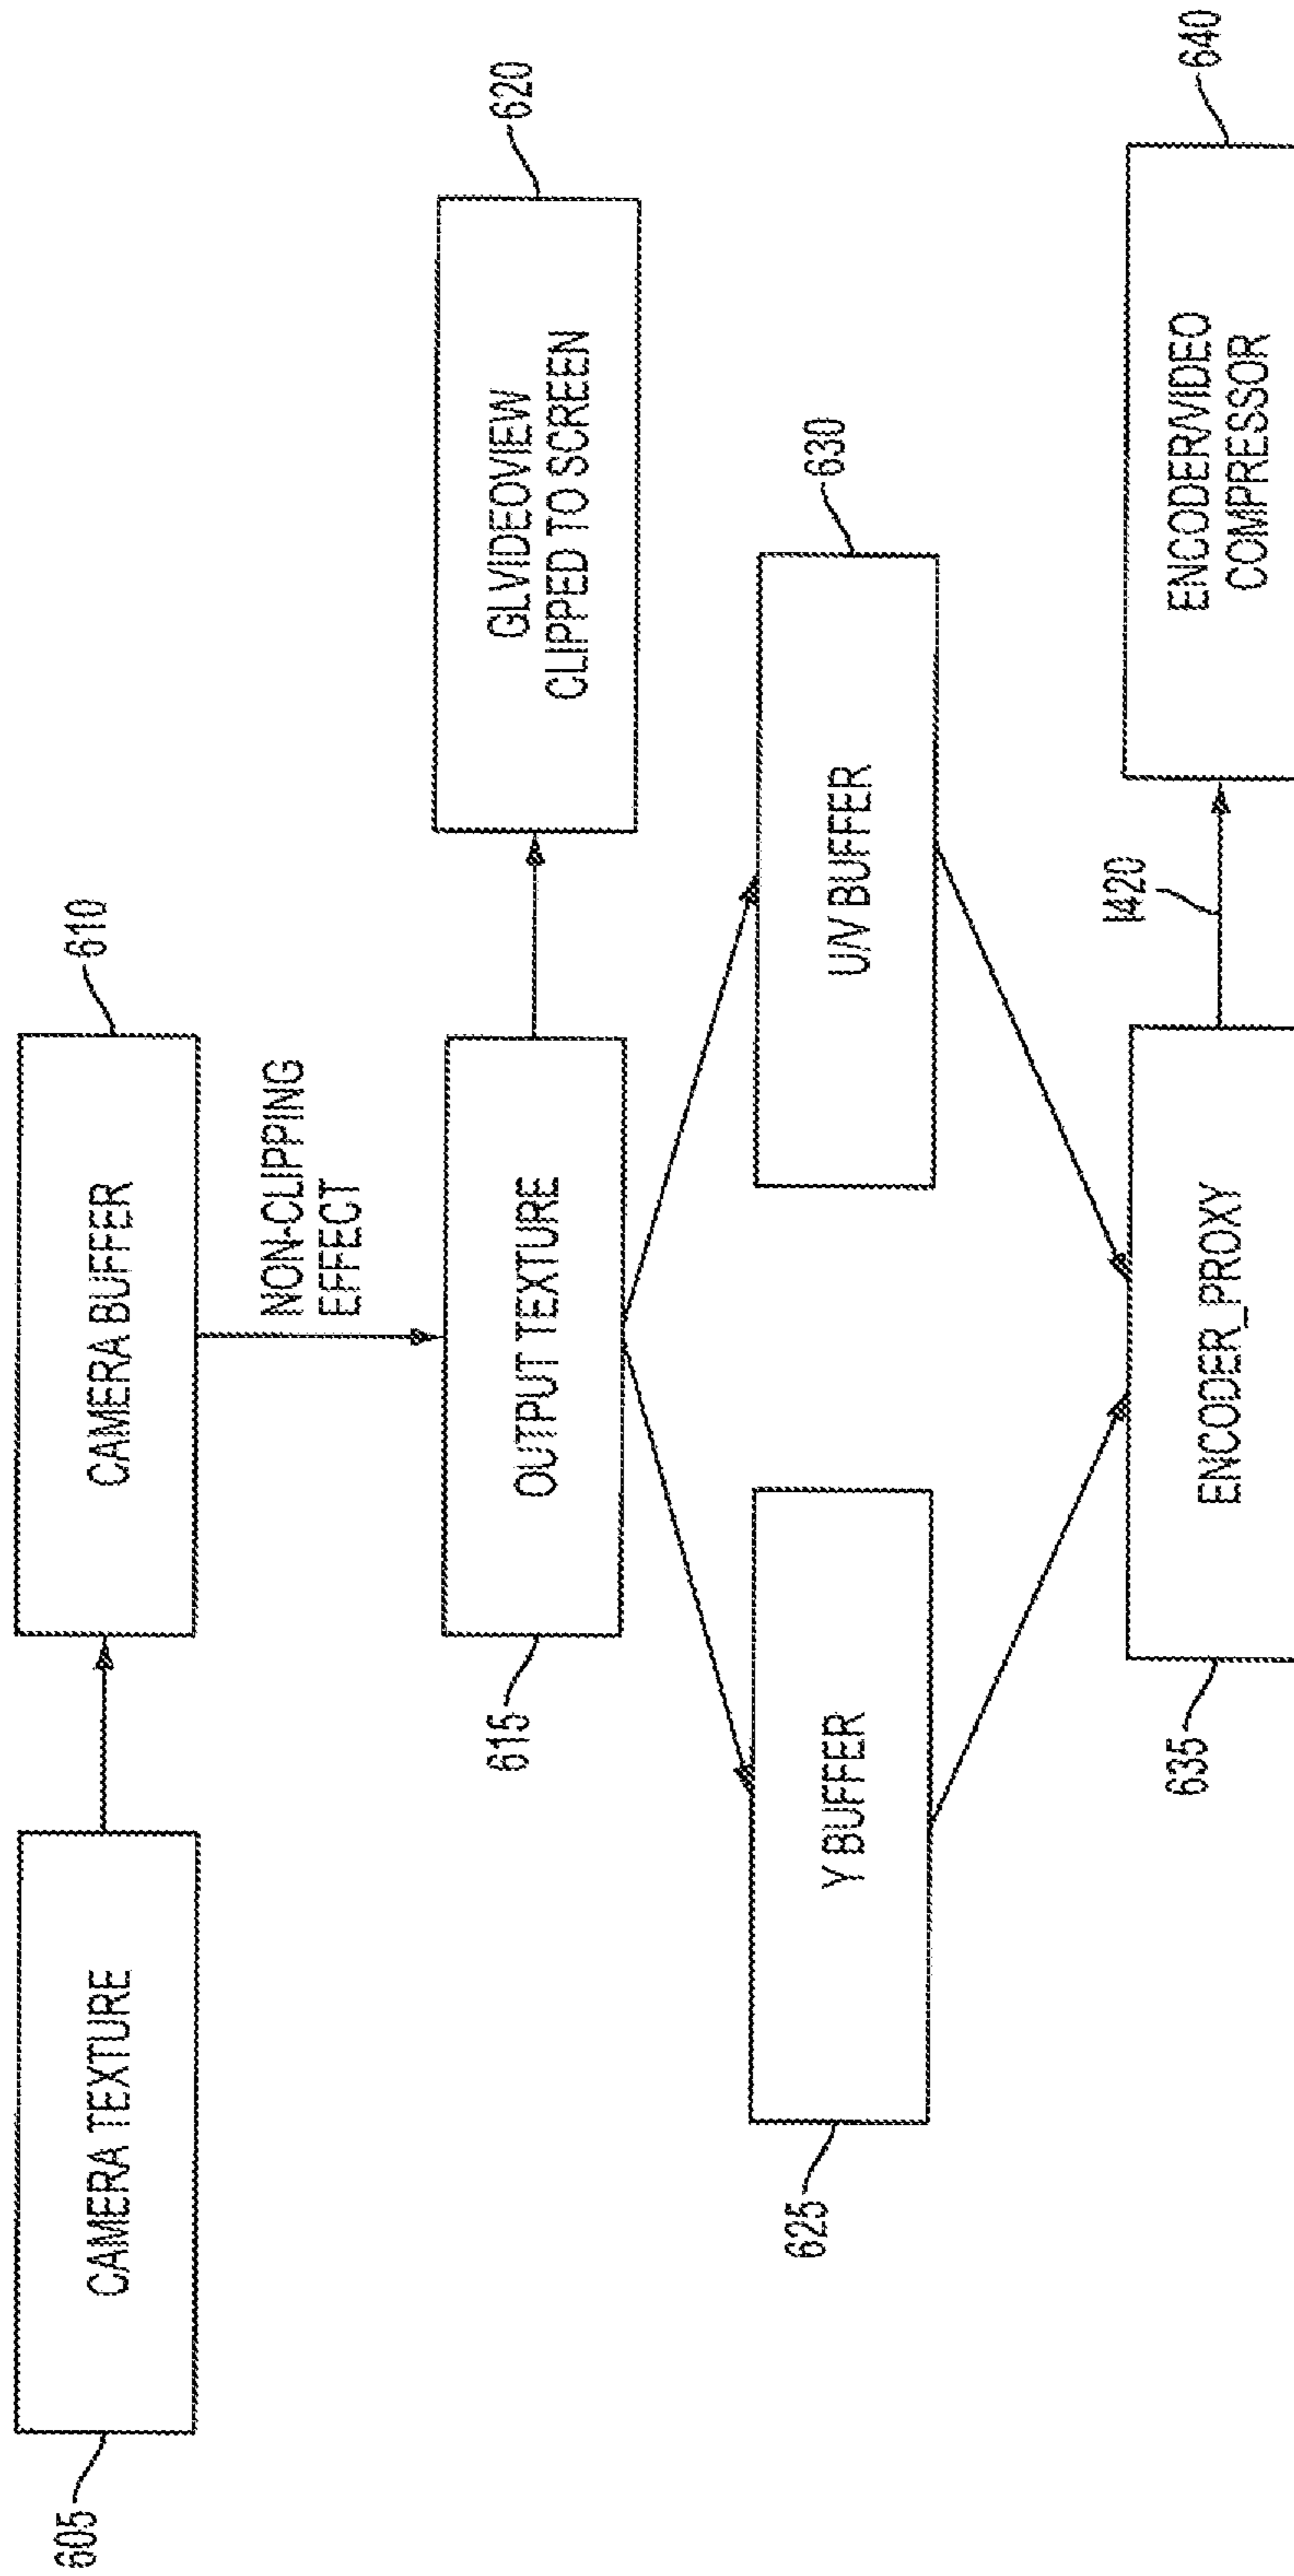 CAMERA TEXTURE
605
CAMERA BUFFER
610
NON-CLIPPING
EFFECT
OUTPUT TEXTURE
615
GLVIDEOVIEW
CLIPPED TO SCREEN
620
Y BUFFER
625
U/V BUFFER
630
ENCODER_PROXY
635
I420
ENCODER/VIDEO
COMPRESSOR
640